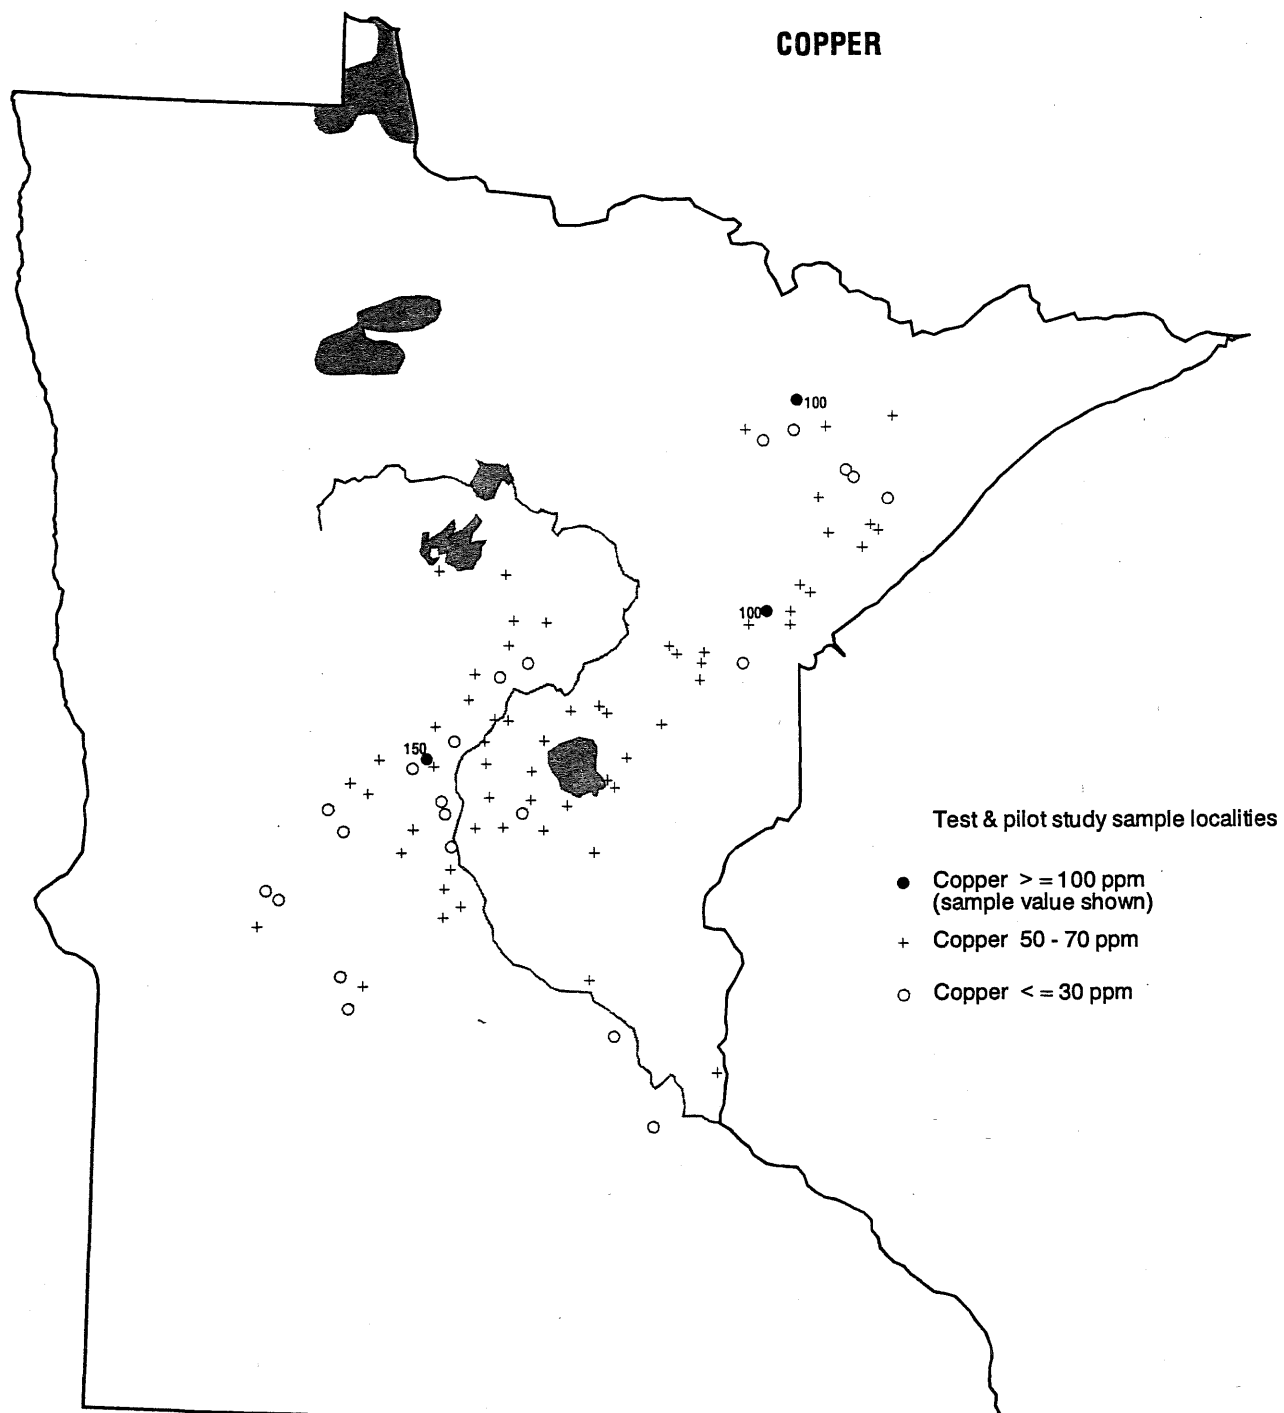 COPPER
100
100
150
Test & pilot study sample localities
Copper > = 100 ppm
(sample value shown)
Copper 50 - 70 ppm
Copper < = 30 ppm